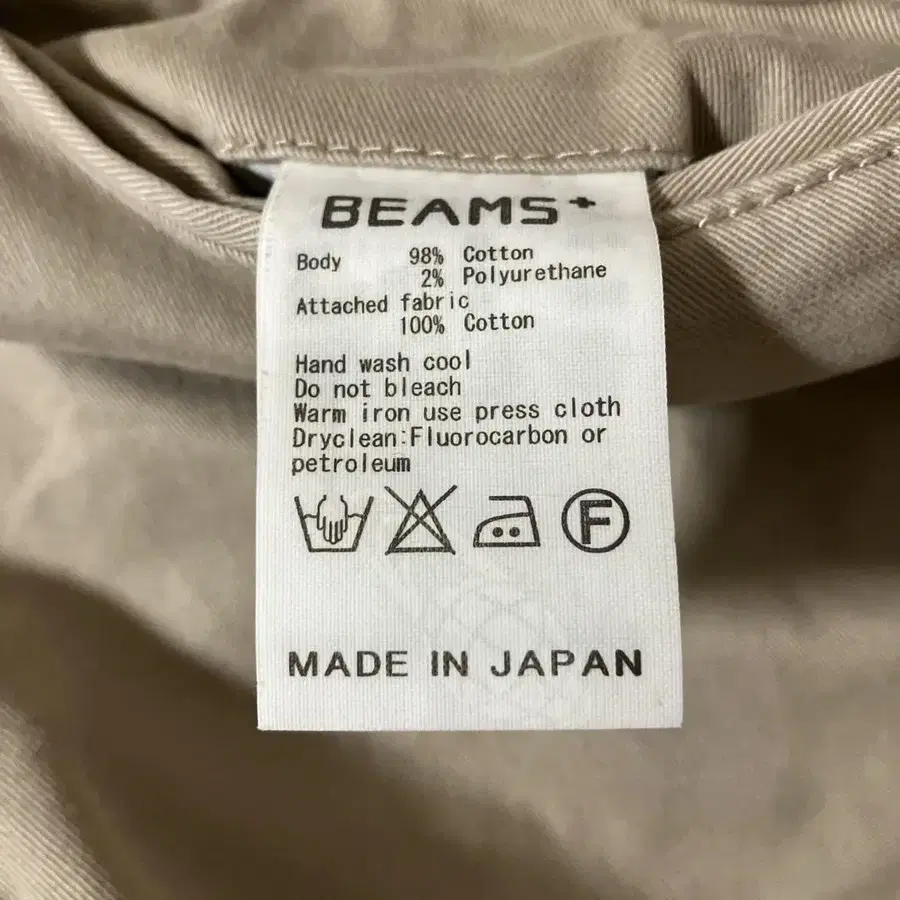 BEAMS+
Body 98% Cotton
2% Polyurethane
Attached fabric
100% Cotton
Hand wash cool
Do not bleach
Warm iron use press cloth
Dryclean:Fluorocarbon or
petroleum
F
MADE IN JAPAN